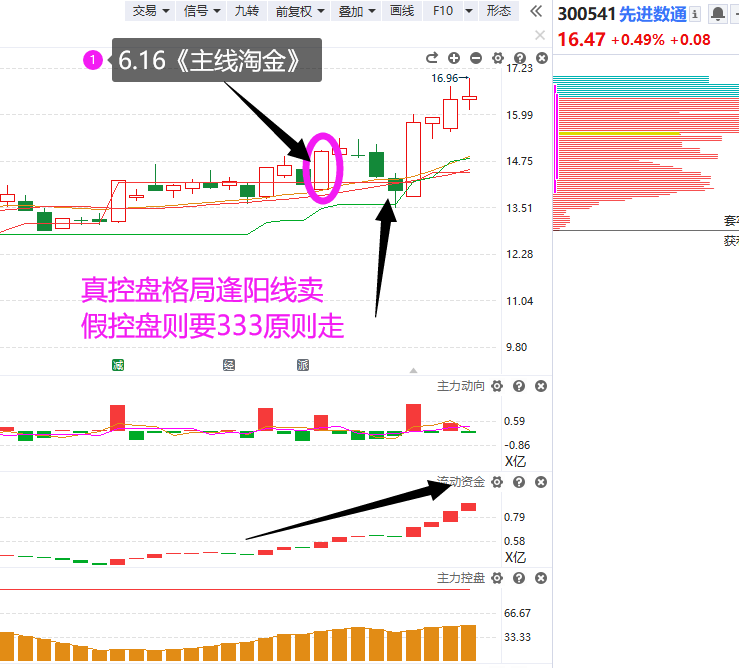 交易 信号 九转 前复权 叠加 画线 F10 形态
300541 先进数通
16.47 +0.49% +0.08
1 6.16《主线淘金》
17.23
16.96
15.99
14.75
13.51
12.28
11.04
9.80
真控盘格局逢阳线卖
假控盘则要333原则走
减 经 派
主力动向
0.59
-0.86
X亿
流动资金
0.79
0.58
X亿
主力控盘
66.67
33.33